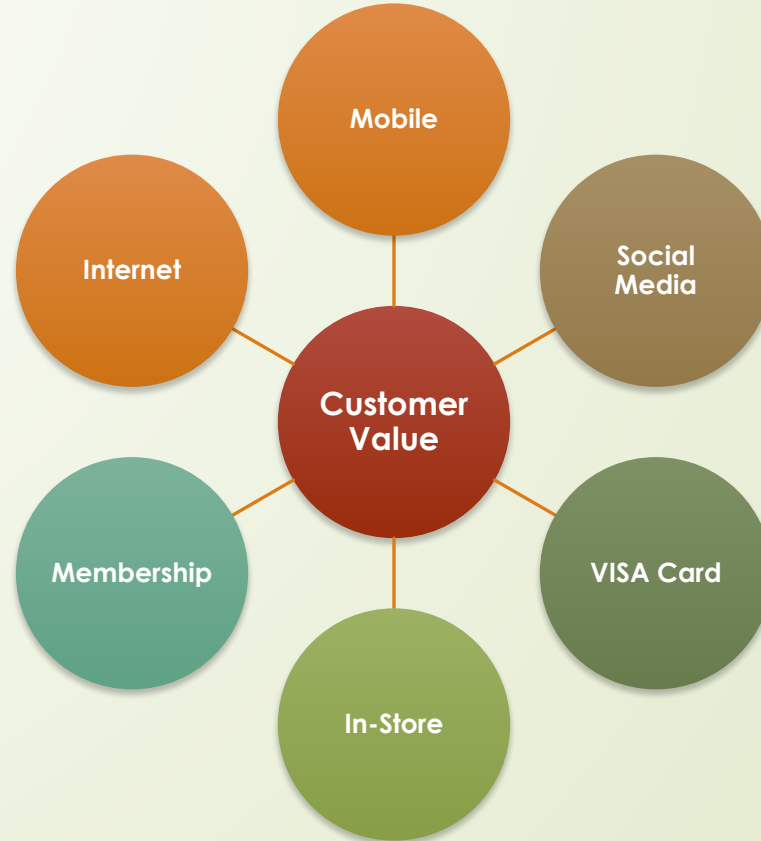 Mobile
Internet
Social
Media
Customer
Value
Membership
VISA Card
In-Store